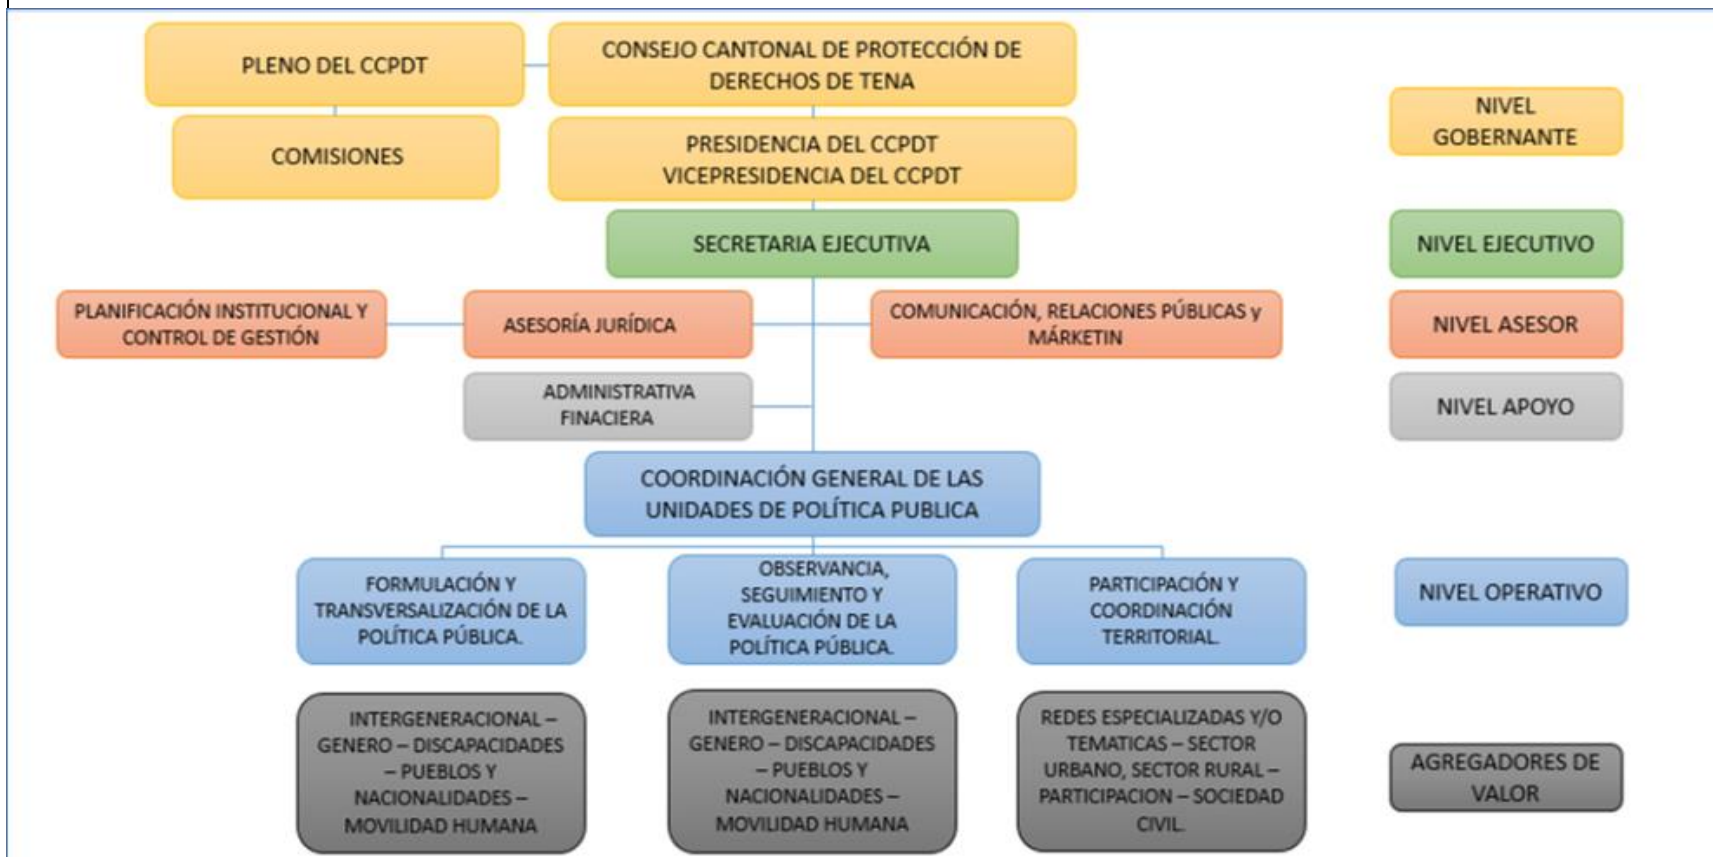 PLENO DEL CCPDT
CONSEJO CANTONAL DE PROTECCIÓN DE
DERECHOS DE TENA
NIVEL
GOBERNANTE
COMISIONES
PRESIDENCIA DEL CCPDT
VICEPRESIDENCIA DEL CCPDT
SECRETARIA EJECUTIVA
NIVEL EJECUTIVO
PLANIFICACIÓN INSTITUCIONAL Y
CONTROL DE GESTIÓN
ASESORÍA JURÍDICA
COMUNICACIÓN, RELACIONES PÚBLICAS y
MÁRKETIN
NIVEL ASESOR
ADMINISTRATIVA
FINACIERA
NIVEL APOYO
COORDINACIÓN GENERAL DE LAS
UNIDADES DE POLÍTICA PUBLICA
FORMULACIÓN Y
TRANSVERSALIZACIÓN DE LA
POLÍTICA PÚBLICA.
OBSERVANCIA,
SEGUIMIENTO Y
EVALUACIÓN DE LA
POLÍTICA PÚBLICA.
PARTICIPACIÓN Y
COORDINACIÓN
TERRITORIAL.
NIVEL OPERATIVO
INTERGENERACIONAL –
GENERO – DISCAPACIDADES
– PUEBLOS Y
NACIONALIDADES –
MOVILIDAD HUMANA
INTERGENERACIONAL –
GENERO – DISCAPACIDADES
– PUEBLOS Y
NACIONALIDADES –
MOVILIDAD HUMANA
REDES ESPECIALIZADAS Y/O
TEMATICAS – SECTOR
URBANO, SECTOR RURAL –
PARTICIPACION – SOCIEDAD
CIVIL.
AGREGADORES DE
VALOR